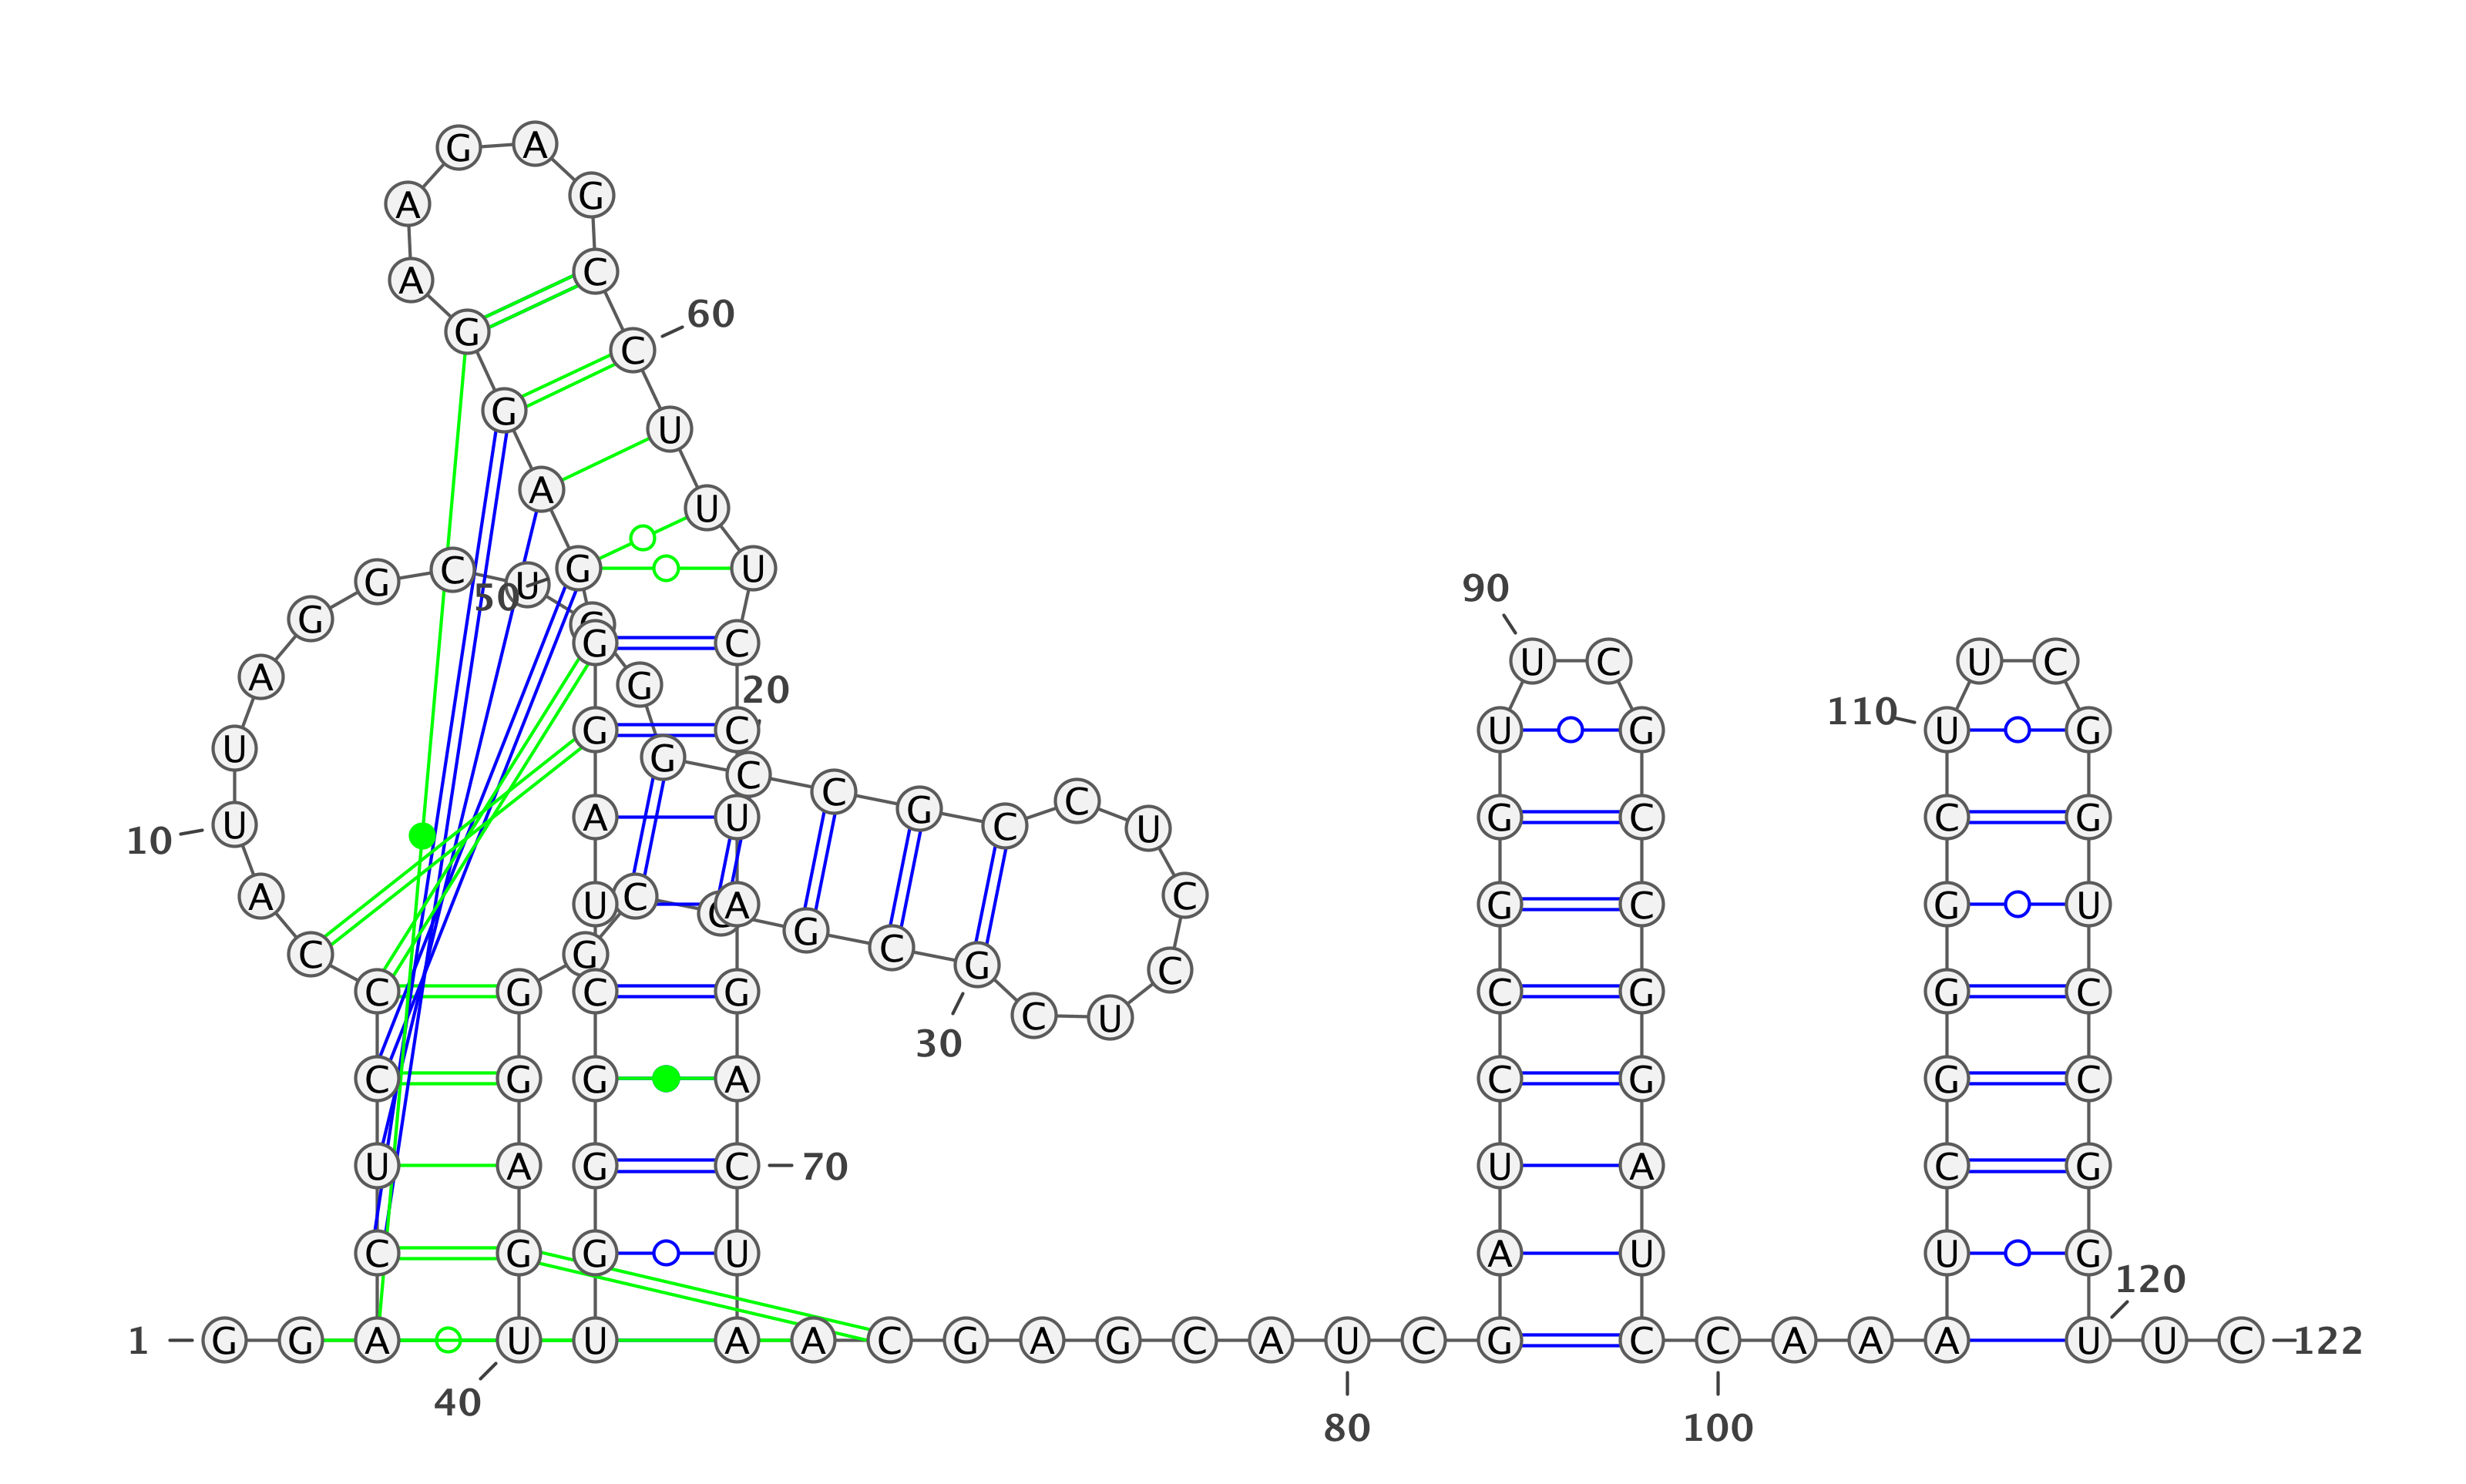 G A
A G
A C
60
G C
G U
A U
G U
G C U 90
50
G G
G C
U C U C
A G 20
110
G C U G U G
U G C C
G C C U
10 U A U G C C G
A C C A C G C G U
C G G C G C
C G C G C G G C
C U
30
C G G A C G G C
U A G C 70 U A C G
C G G U A U U G
120
1 G G A U U A A C G A G C A U C G C C A A A U U C 122
40 80 100